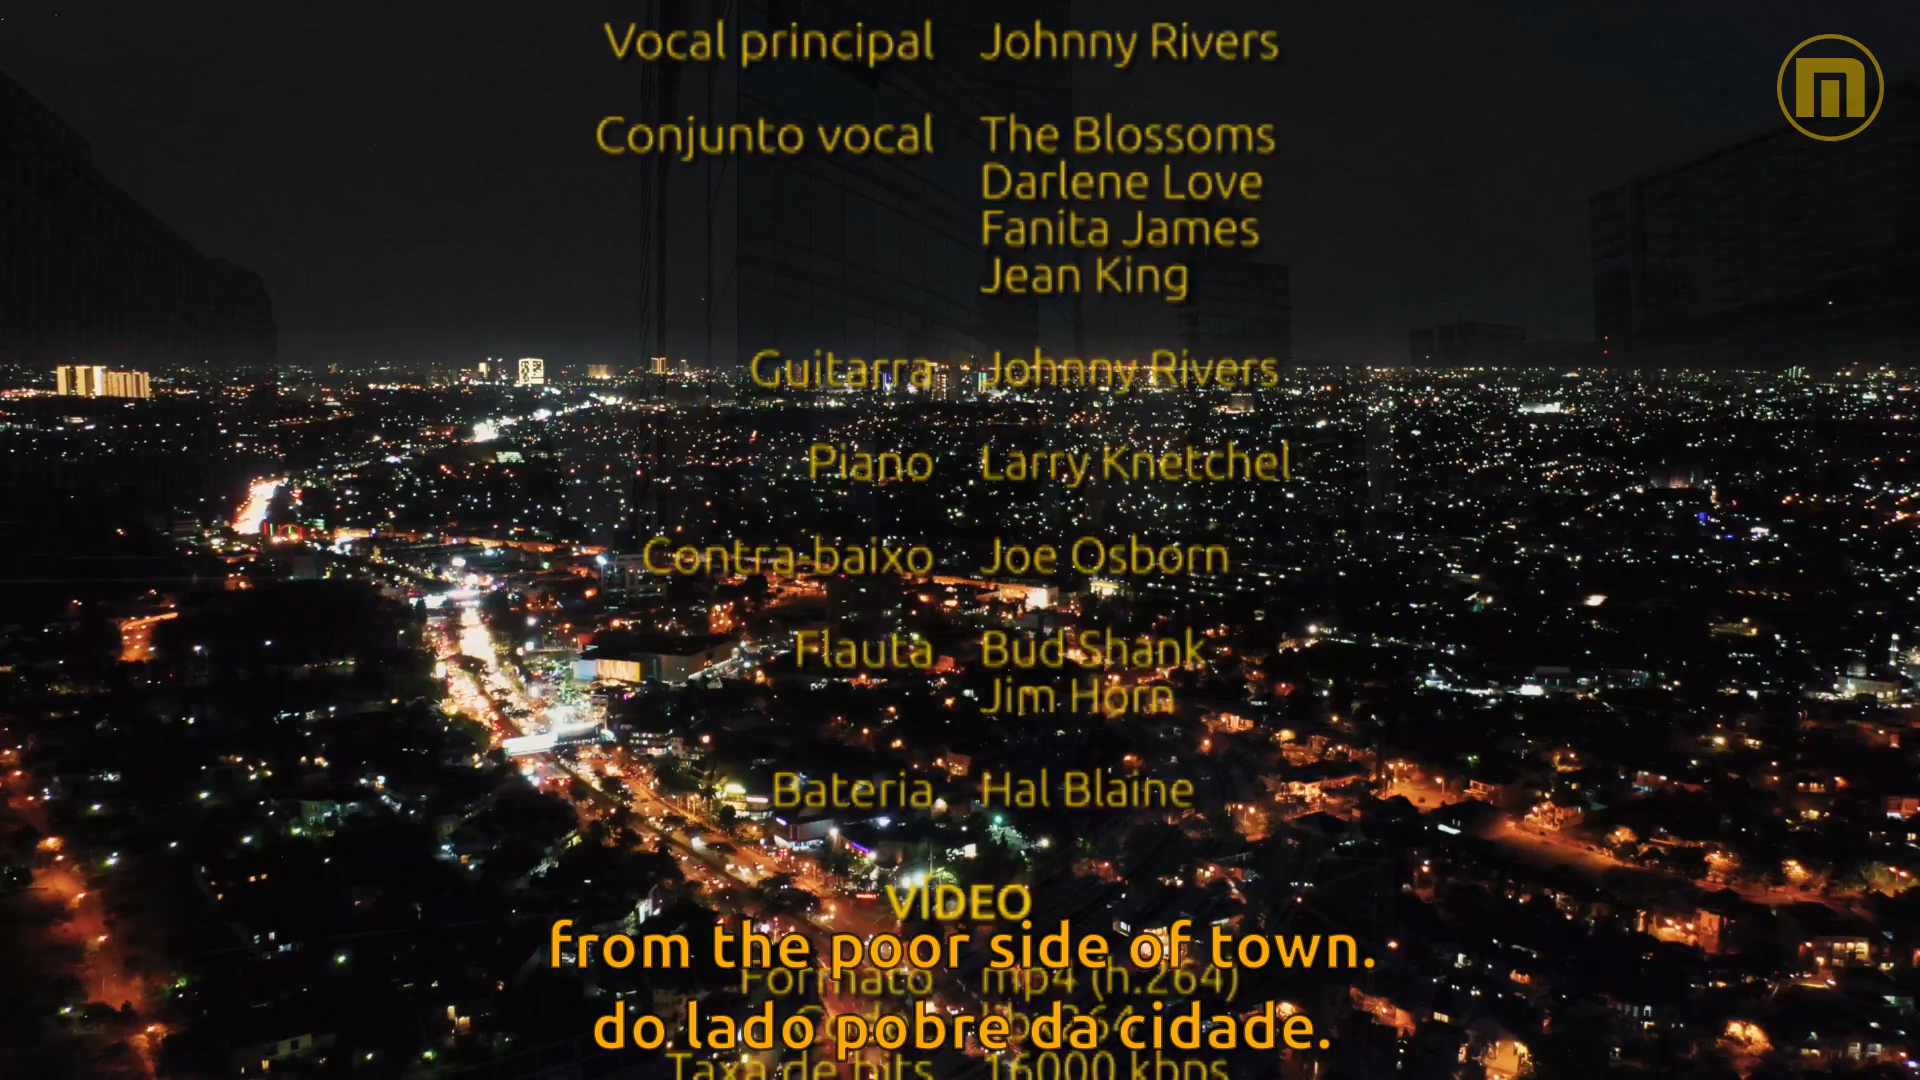 Vocal principal Johnny Rivers
Conjunto vocal The Blossoms
Darlene Love
Fanita James
Jean King
Guitarra Johnny Rivers
Piano Larry Knetchel
Contra-baixo Joe Osborn
Flauta Bud Shank
Jim Horn
Bateria Hal Blaine
VÍDEO
from the poor side of town.
Formato mp4 (h.264)
do lado pobre da cidade.
Taxa de bits 16000 kbps